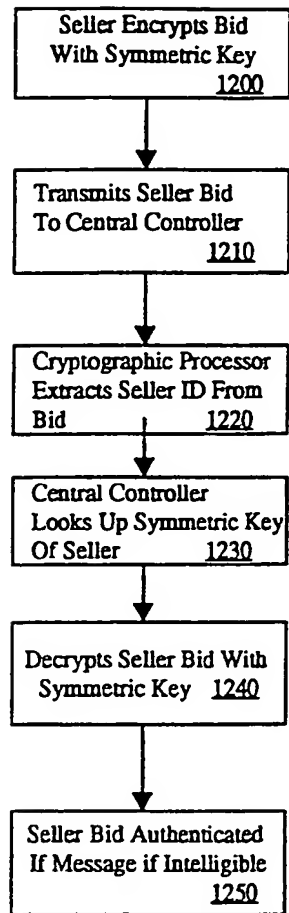 Seller Encrypts Bid
With Symmetric Key
1200
Transmits Seller Bid
To Central Controller
1210
Cryptographic Processor
Extracts Seller ID From
Bid 1220
Central Controller
Looks Up Symmetric Key
Of Seller 1230
Decrypts Seller Bid With
Symmetric Key 1240
Seller Bid Authenticated
If Message if Intelligible
1250